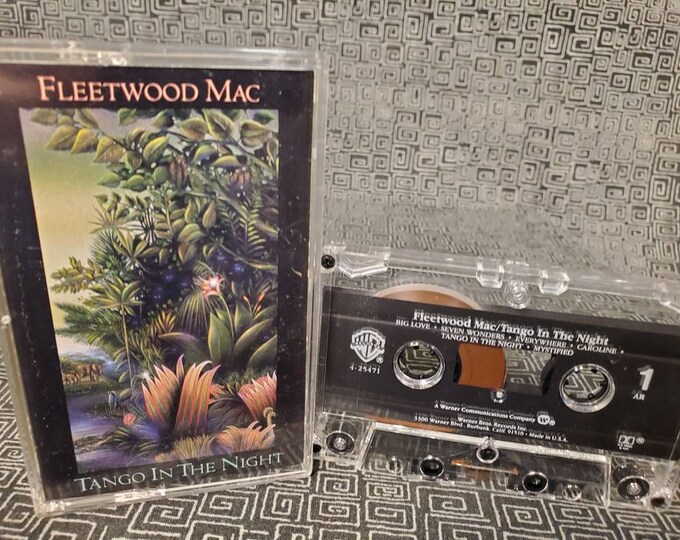 FLEETWOOD MAC
TANGO IN THE NIGHT
Fleetwood Mac/Tango In The Night
BIG LOVE • SEVEN WONDERS • EVERYWHERE • CAROLINE •
TANGO IN THE NIGHT • MYSTIFIED
WB
4-25471
1
CAR
A Warner Communications Company
Warner Bros. Records Inc.
3300 Warner Blvd., Burbank, Calif. 91510 • Made in U.S.A.